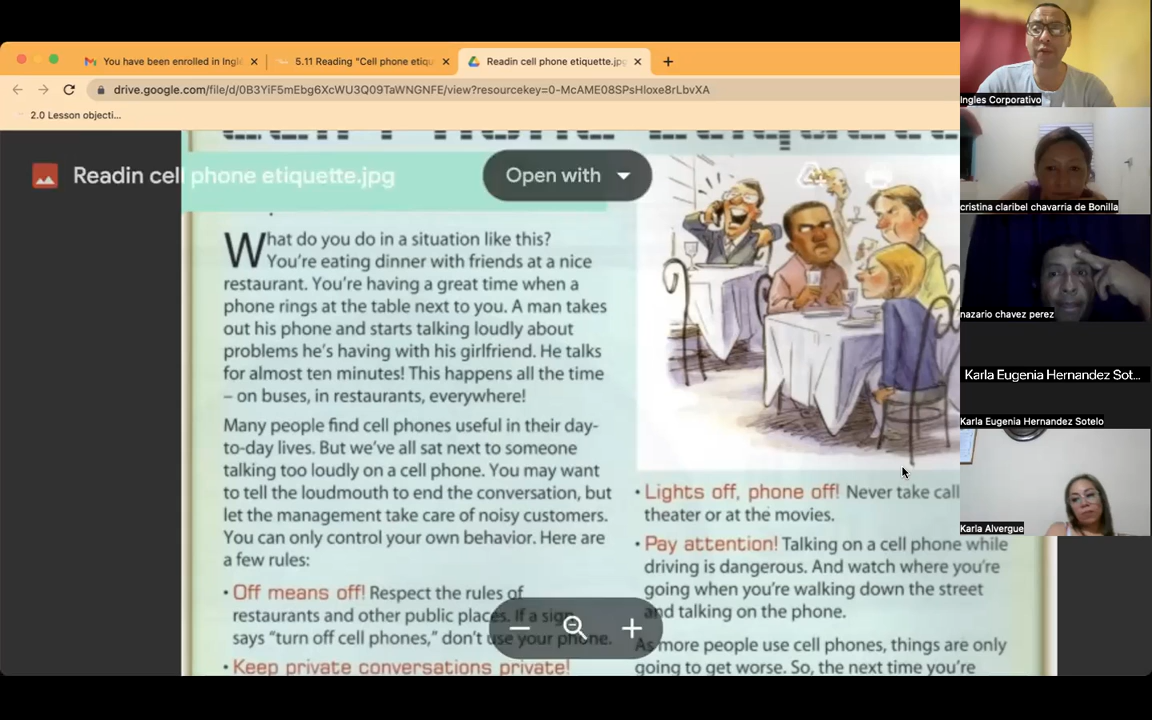 You have been enrolled in Ingl
5.11 Reading "Cell phone etiqu
Readin cell phone etiquette.jpg
drive.google.com/file/d/0B3YiF5mEbg6XcWU3Q09TaWNGNFE/view?resourcekey=0-McAME08SPsHloxe8rLbvXA
2.0 Lesson objecti...
Readin cell phone etiquette.jpg
Open with
What do you do in a situation like this?
You're eating dinner with friends at a nice
restaurant. You're having a great time when a
phone rings at the table next to you. A man takes
out his phone and starts talking loudly about
problems he's having with his girlfriend. He talks
for almost ten minutes! This happens all the time
– on buses, in restaurants, everywhere!
Many people find cell phones useful in their day-
to-day lives. But we've all sat next to someone
talking too loudly on a cell phone. You may want
to tell the loudmouth to end the conversation, but
let the management take care of noisy customers.
You can only control your own behavior. Here are
a few rules:
• Off means off! Respect the rules of
restaurants and other public places. If a sign
says "turn off cell phones," don't use your phone.
• Keep private conversations private!
• Lights off, phone off! Never take call
theater or at the movies.
• Pay attention! Talking on a cell phone while
driving is dangerous. And watch where you're
going when you're walking down the street
and talking on the phone.
As more people use cell phones, things are only
going to get worse. So, the next time you're
Ingles Corporativo
cristina claribel chavarria de Bonilla
nazario chavez perez
Karla Eugenia Hernandez Sot...
Karla Eugenia Hernandez Sotelo
Karla Alvergue